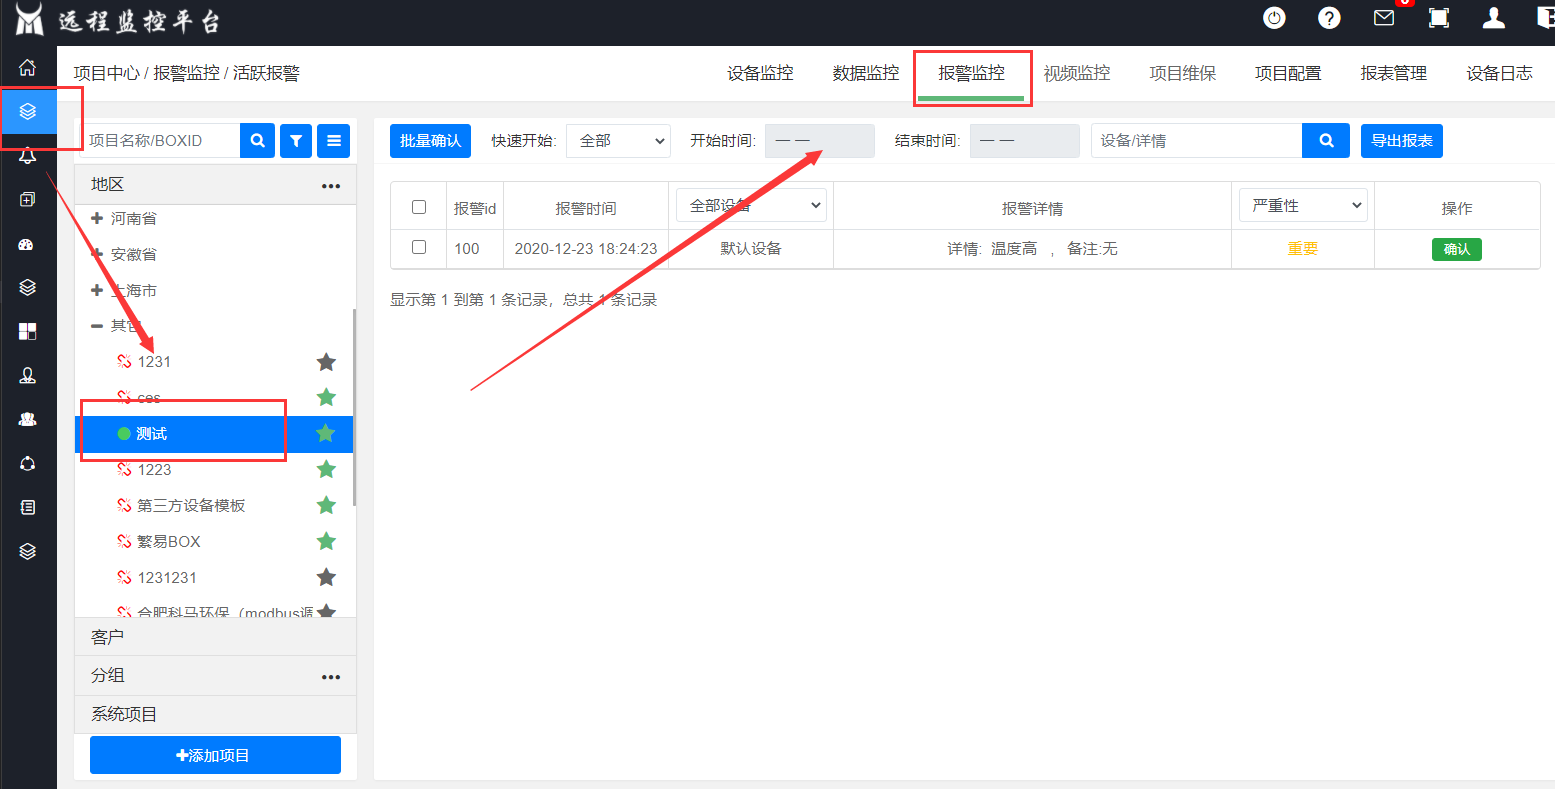 远程监控平台
项目中心 / 报警监控 / 活跃报警
设备监控 数据监控 报警监控 视频监控 项目维保 项目配置 报表管理 设备日志
项目名称/BOXID
地区
河南省
安徽省
上海市
其它
1231
ces
测试
1223
第三方设备模板
繁易BOX
1231231
合肥科马环保（modbus调
客户
分组
系统项目
添加项目
批量确认 快速开始: 全部 开始时间: — — 结束时间: — — 设备/详情 导出报表
报警id 报警时间 全部设备 报警详情 严重性 操作
100 2020-12-23 18:24:23 默认设备 详情: 温度高 ，备注:无 重要 确认
显示第 1 到第 1 条记录，总共 1 条记录